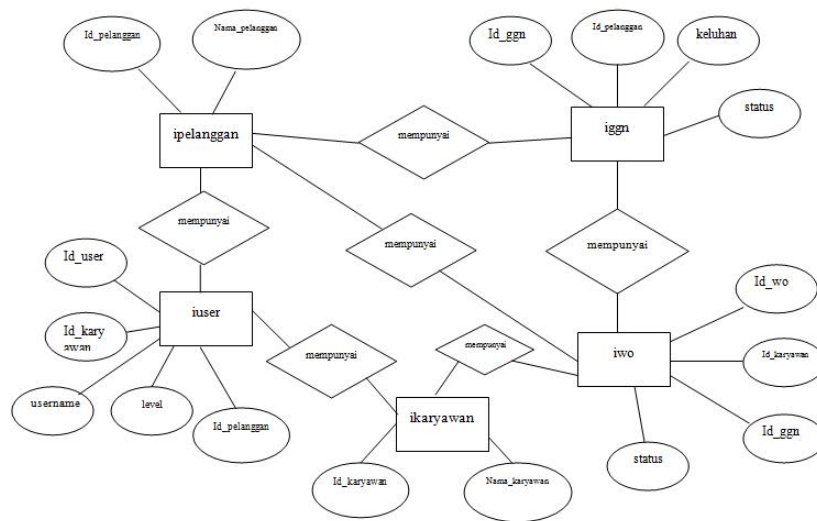 Id_pelanggan
Nama_pelanggan
Id_ggn
Id_pelanggan
keluhan
status
ipelanggan
mempunyai
iggn
mempunyai
mempunyai
mempunyai
Id_user
Id_wo
iuser
Id_kary
awan
mempunyai
mempunyai
iwo
Id_karyawan
username
level
Id_pelanggan
ikaryawan
Id_ggn
status
Id_karyawan
Nama_karyawan